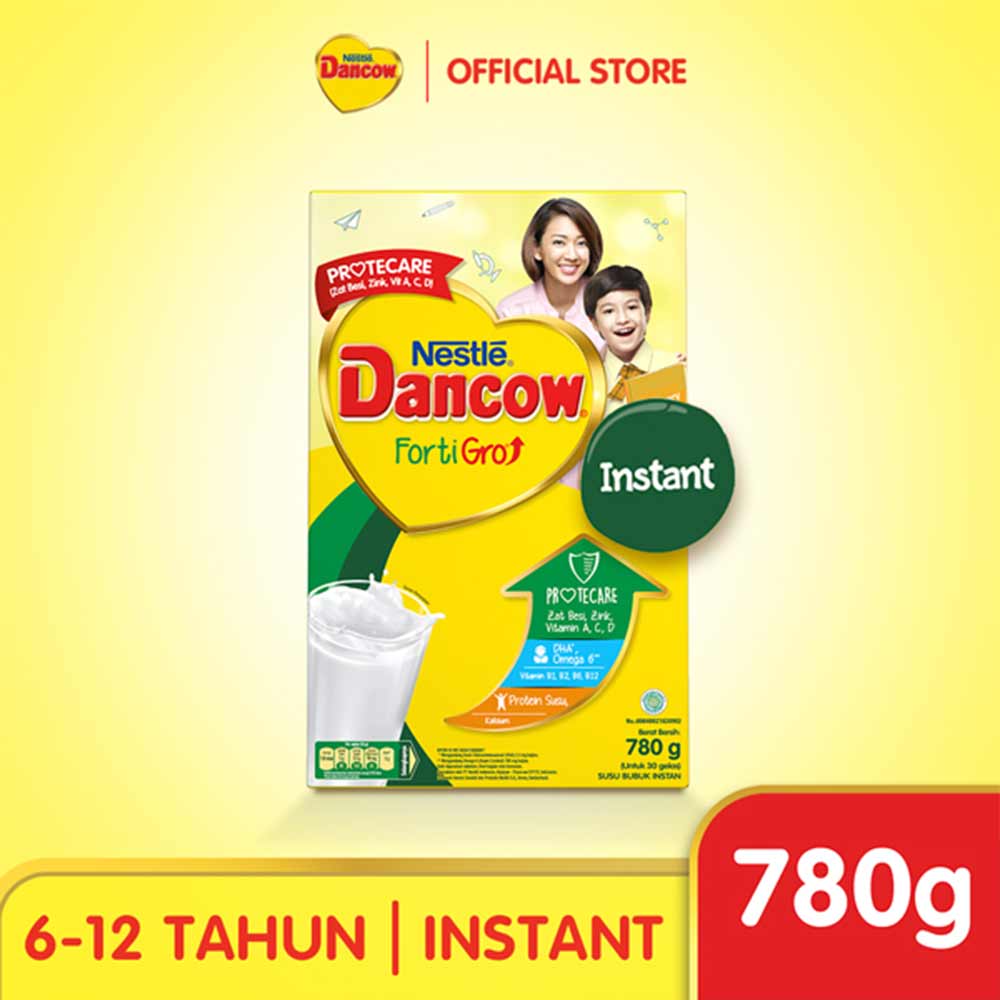 Nestlé
Dancow
OFFICIAL STORE
PROTECARE
(Zat Besi, Zink, Vit A, C, D)
Nestlé
Dancow
FortiGro
Instant
PROTECARE
Zat Besi, Zink,
Vitamin A, C, D
DHA*,
Omega 6**
Vitamin B1, B2, B6, B12
Protein Susu,
Kalsium
Berat Bersih:
780 g
(Untuk 30 gelas)
SUSU BUBUK INSTAN
6-12 TAHUN | INSTANT
780g